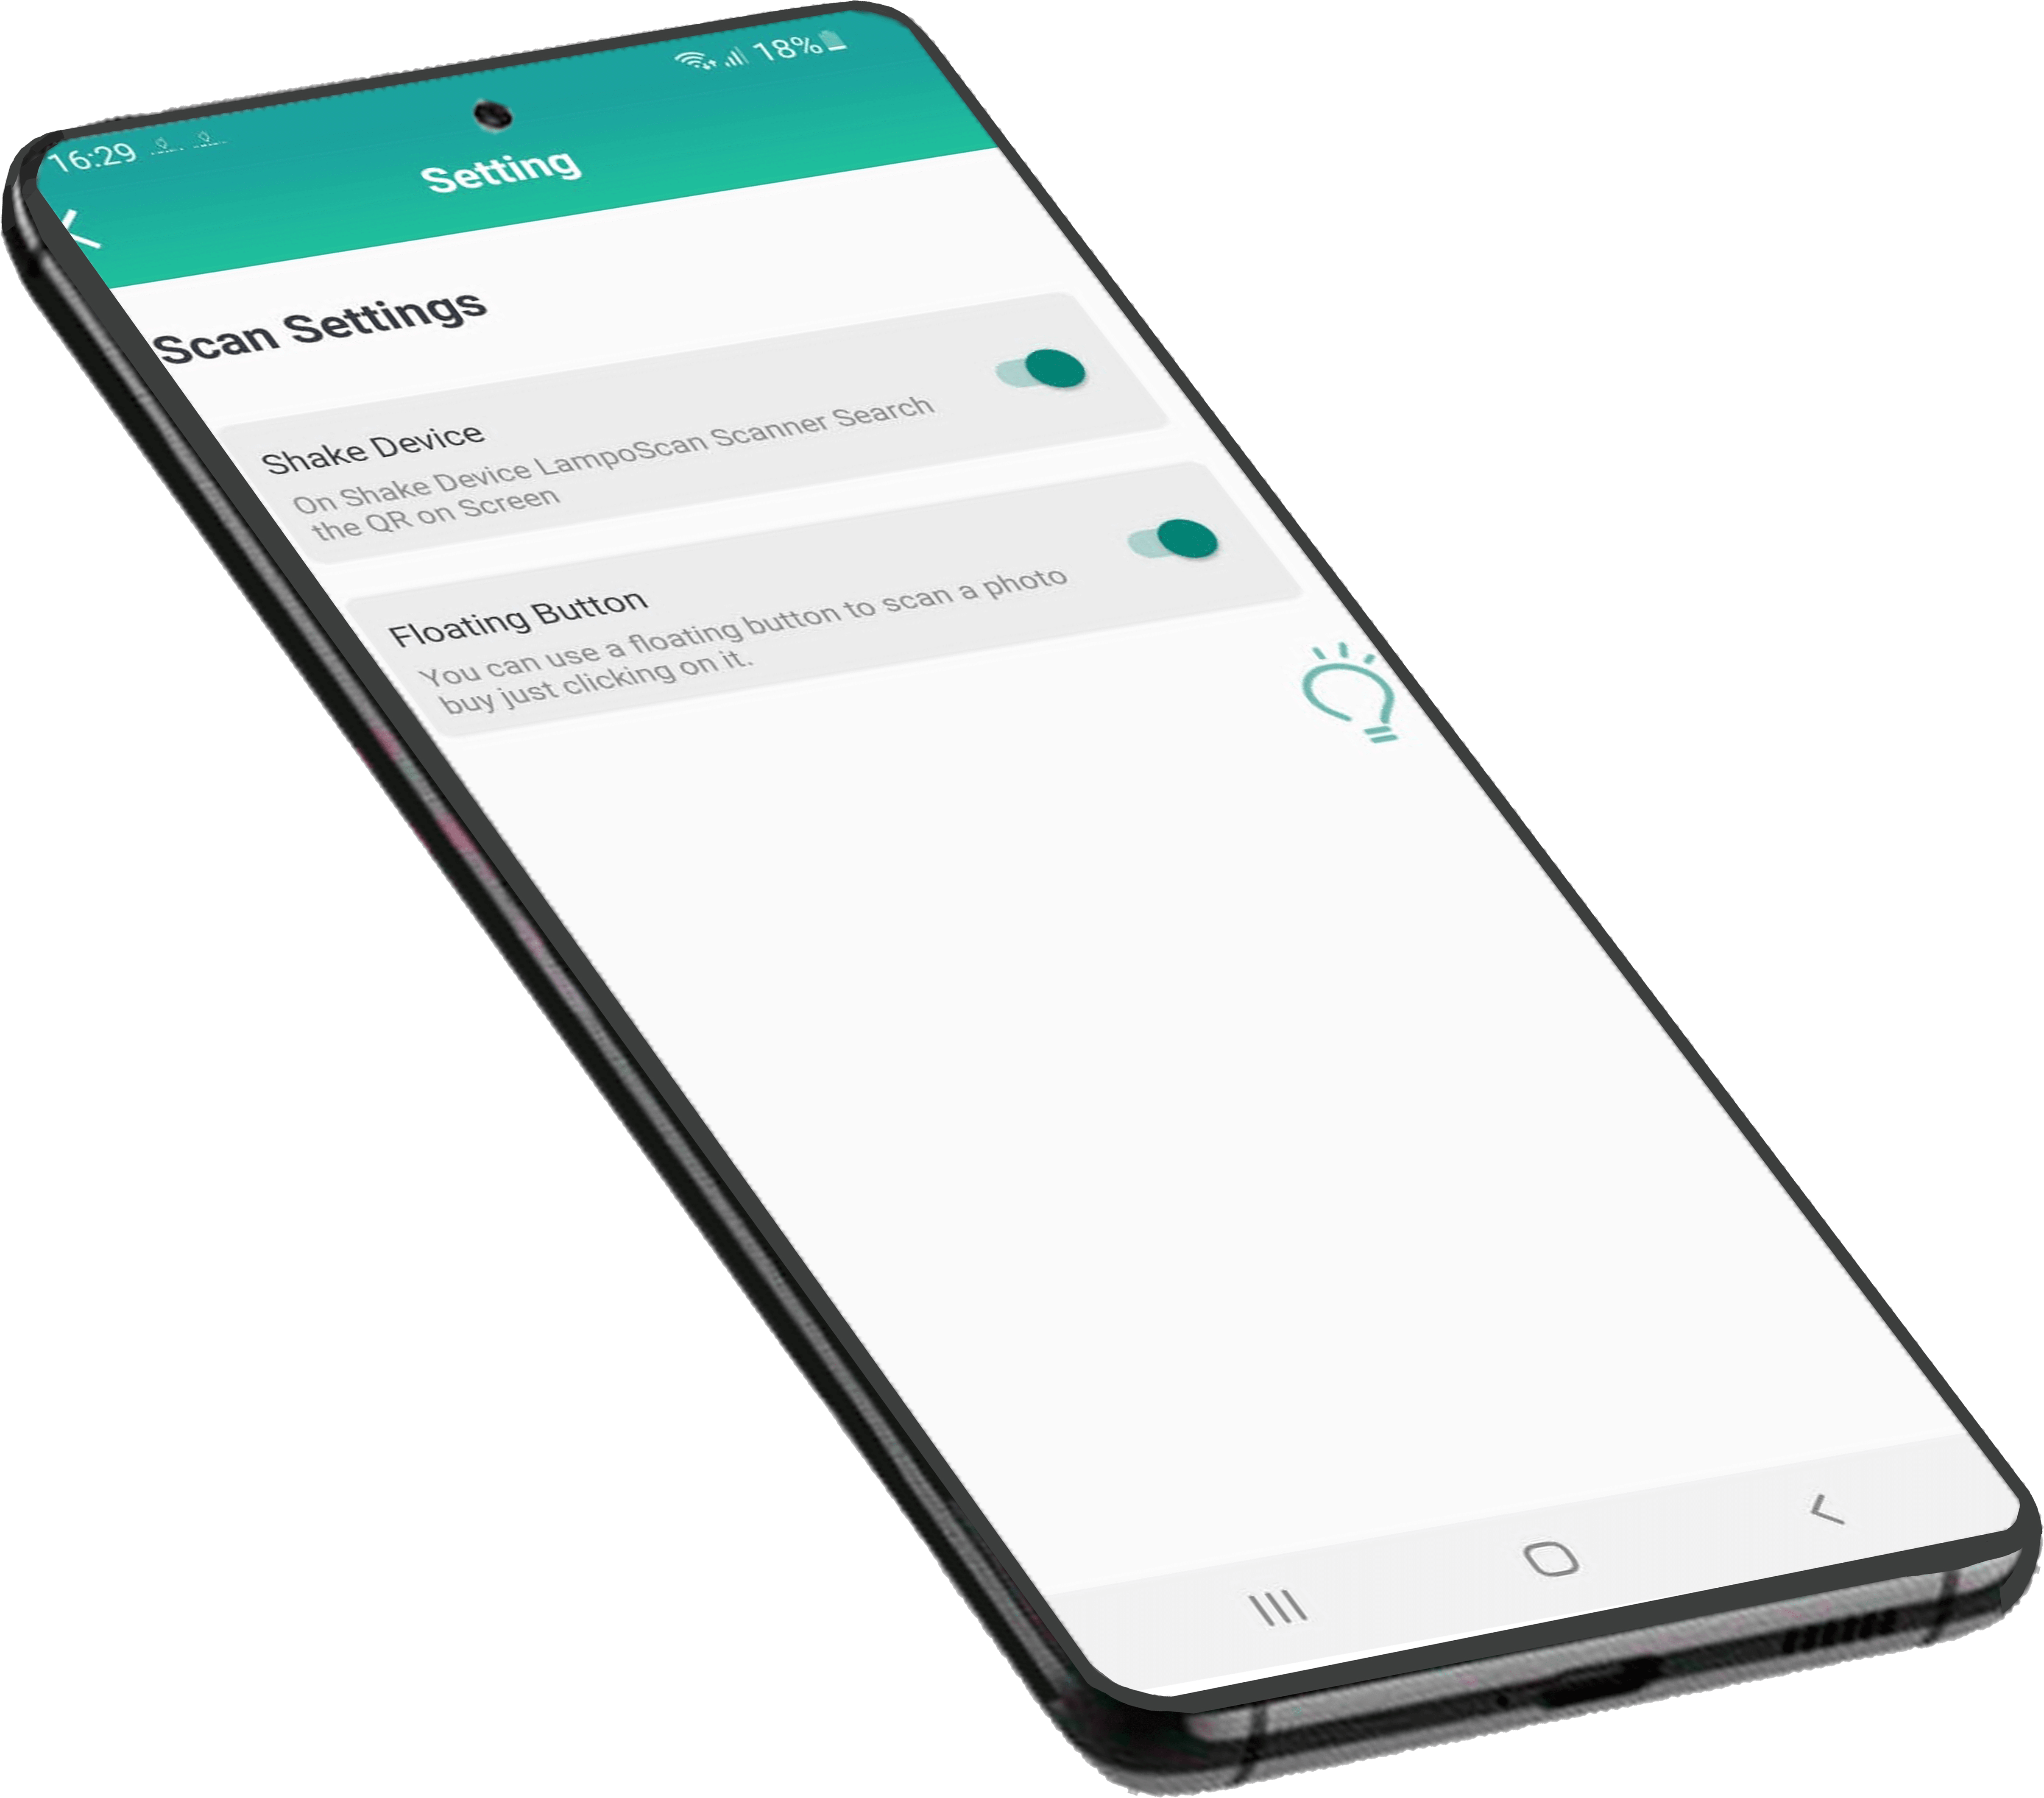 16:29
18%
Setting
Scan Settings
Shake Device
On Shake Device LampoScan Scanner Search
the QR on Screen
Floating Button
You can use a floating button to scan a photo
buy just clicking on it.